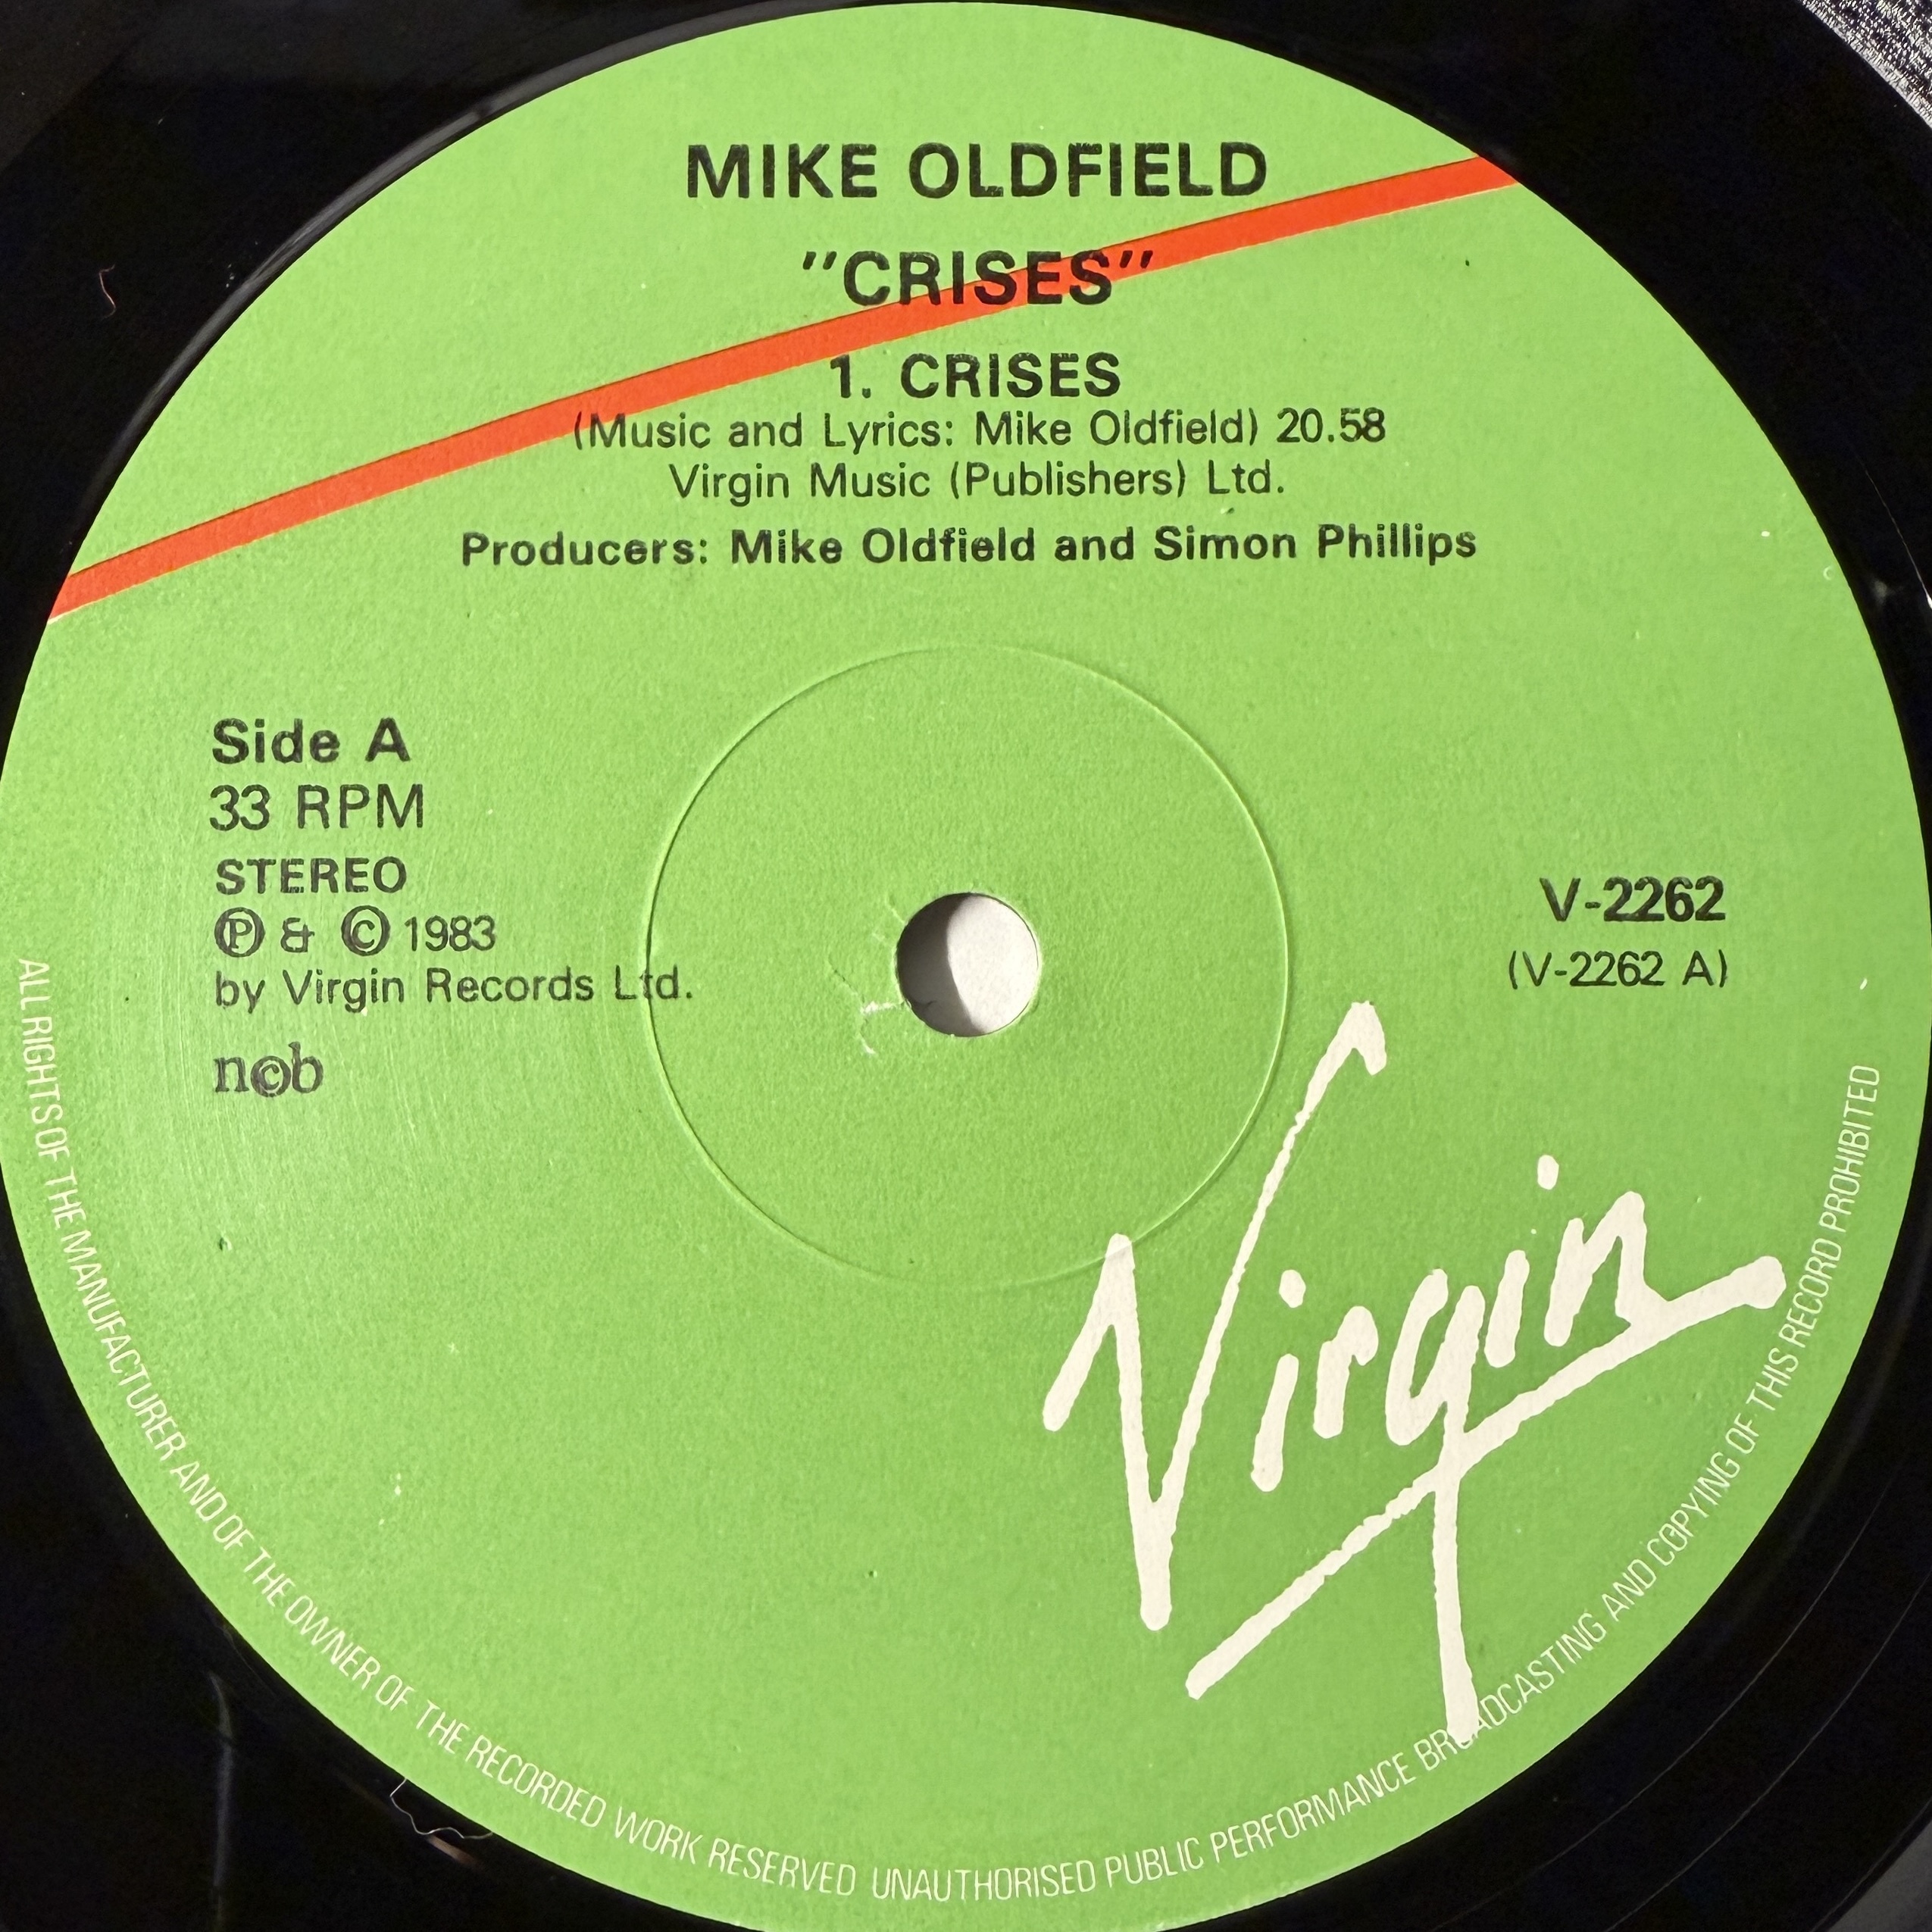 MIKE OLDFIELD
"CRISES"
1. CRISES
(Music and Lyrics: Mike Oldfield) 20.58
Virgin Music (Publishers) Ltd.
Producers: Mike Oldfield and Simon Phillips
Side A
33 RPM
STEREO
Ⓟ & © 1983
by Virgin Records Ltd.
n©b
V-2262
(V-2262 A)
Virgin
ALL RIGHTS OF THE MANUFACTURER AND OF THE OWNER OF THE RECORDED WORK RESERVED UNAUTHORISED PUBLIC PERFORMANCE BROADCASTING AND COPYING OF THIS RECORD PROHIBITED